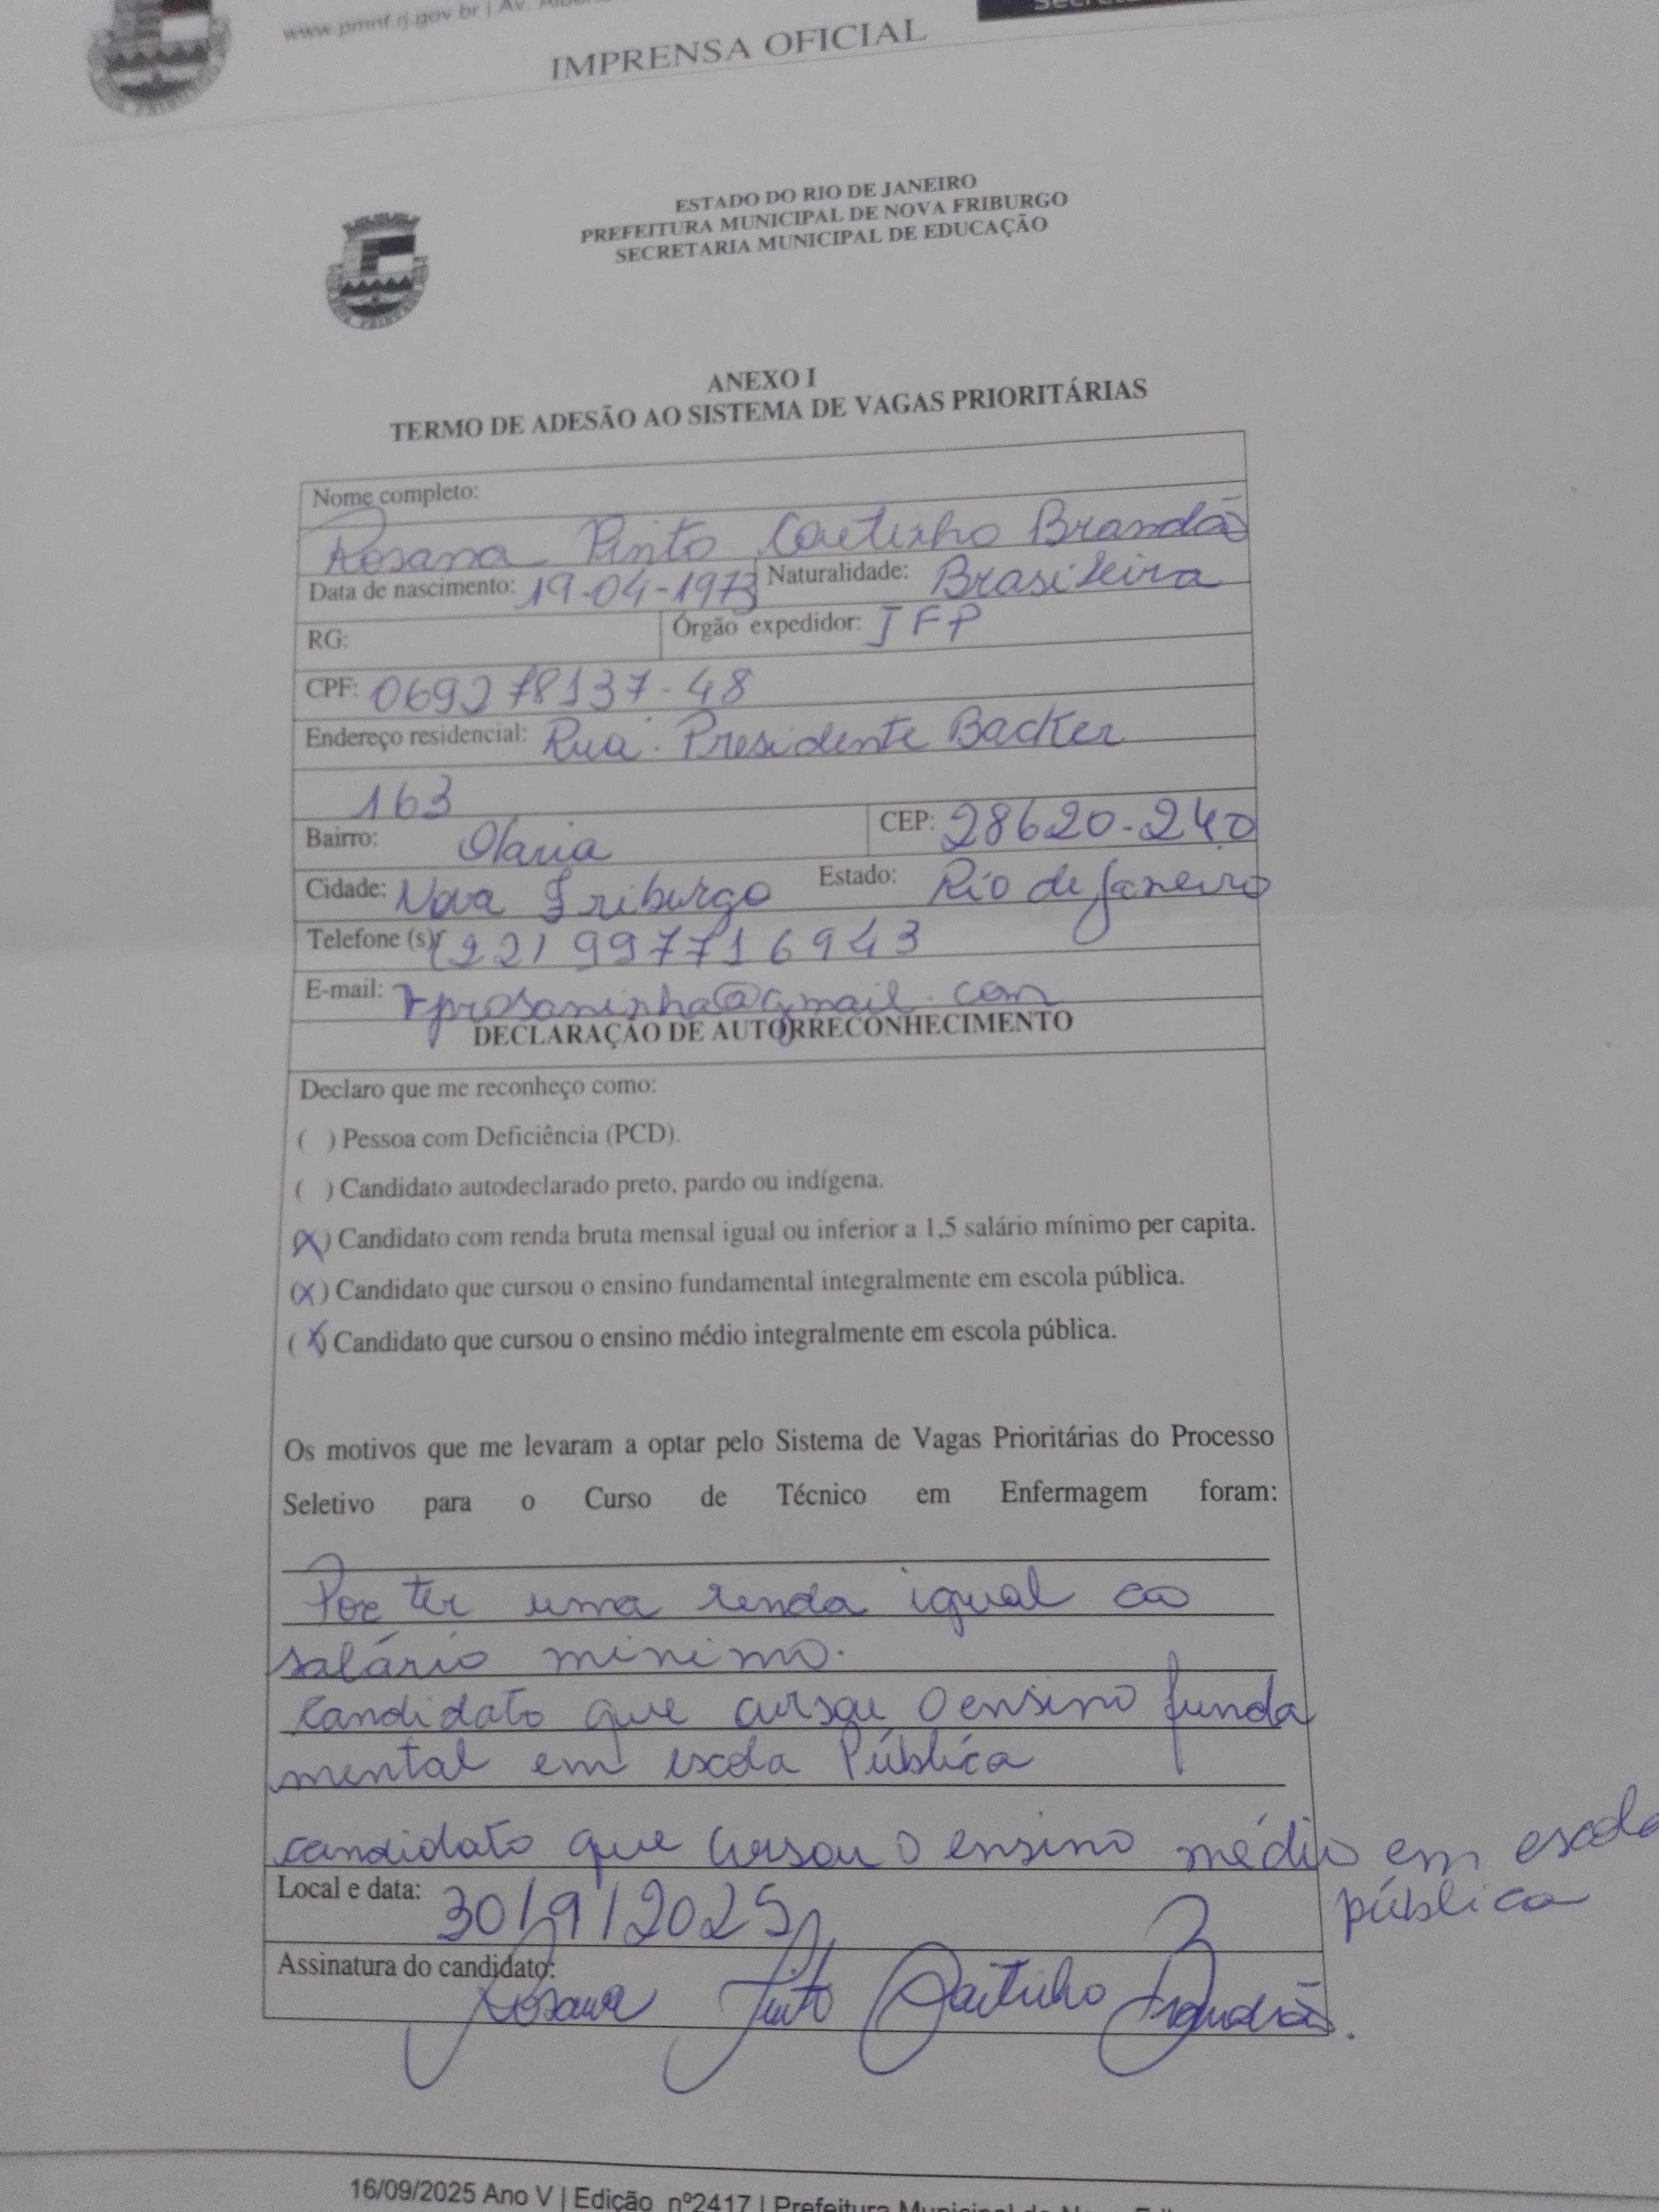 www.pmnf.rj.gov.br | Av.
IMPRENSA OFICIAL
ESTADO DO RIO DE JANEIRO
PREFEITURA MUNICIPAL DE NOVA FRIBURGO
SECRETARIA MUNICIPAL DE EDUCAÇÃO
ANEXO I
TERMO DE ADESÃO AO SISTEMA DE VAGAS PRIORITÁRIAS
Nome completo:
Rosana Pinto Coutinho Brandão
Data de nascimento: 19-04-1973 Naturalidade: Brasileira
RG: Órgão expedidor: IFP
CPF: 069278137-48
Endereço residencial: Rua: Presidente Backer
163
Bairro: Olaria CEP: 28620-240
Cidade: Nova Friburgo Estado: Rio de Janeiro
Telefone (s) (22) 997716943
E-mail: rprosaninha@gmail.com
DECLARAÇÃO DE AUTORRECONHECIMENTO
Declaro que me reconheço como:
( ) Pessoa com Deficiência (PCD).
( ) Candidato autodeclarado preto, pardo ou indígena.
(X) Candidato com renda bruta mensal igual ou inferior a 1,5 salário mínimo per capita.
(X) Candidato que cursou o ensino fundamental integralmente em escola pública.
(X) Candidato que cursou o ensino médio integralmente em escola pública.
Os motivos que me levaram a optar pelo Sistema de Vagas Prioritárias do Processo
Seletivo para o Curso de Técnico em Enfermagem foram:
Por ter uma renda igual ao
salário minimo.
Candidato que cursou o ensino funda
mental em escola Pública
candidato que cursou o ensino médio em escola
pública
Local e data: 30/9/2025
Assinatura do candidato: Rosana Pinto Coutinho Brandão.
16/09/2025 Ano V | Edição nº2417 | Prefeitura Municipal de Nova